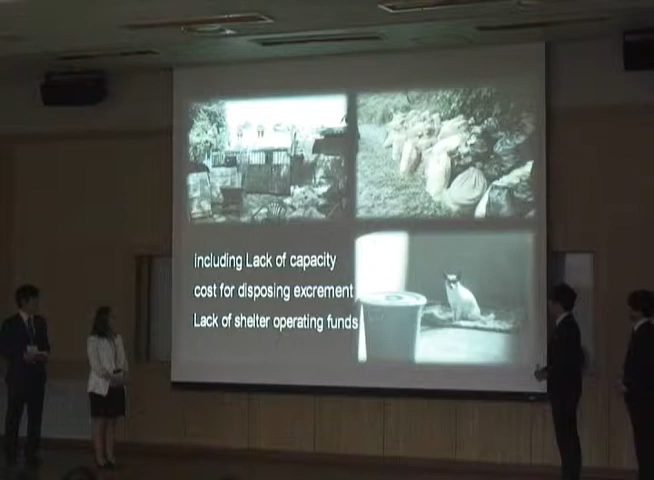 including Lack of capacity
cost for disposing excrement
Lack of shelter operating funds